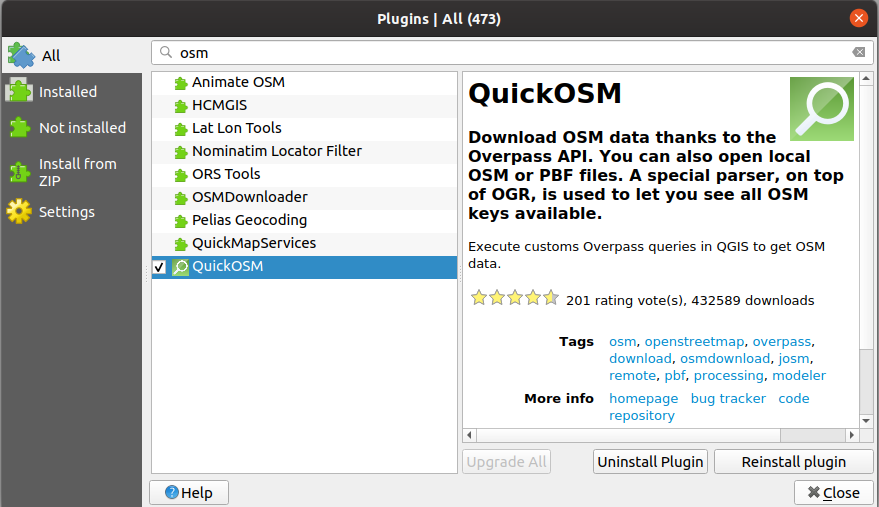 Plugins | All (473)
All
Installed
Not installed
Install from
ZIP
Settings
osm
Animate OSM
HCMGIS
Lat Lon Tools
Nominatim Locator Filter
ORS Tools
OSMDownloader
Pelias Geocoding
QuickMapServices
QuickOSM
QuickOSM
Download OSM data thanks to the
Overpass API. You can also open local
OSM or PBF files. A special parser, on top
of OGR, is used to let you see all OSM
keys available.
Execute customs Overpass queries in QGIS to get OSM
data.
201 rating vote(s), 432589 downloads
Tags osm, openstreetmap, overpass,
download, osmdownload, josm,
remote, pbf, processing, modeler
More info homepage bug tracker code
repository
Upgrade All Uninstall Plugin Reinstall plugin
Help Close